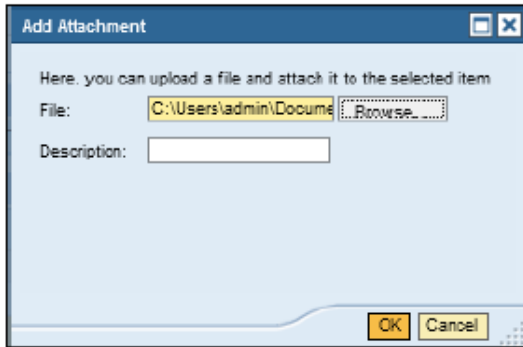 Add Attachment
Here, you can upload a file and attach it to the selected item
File: C:\Users\admin\Docume Browse...
Description:
OK Cancel